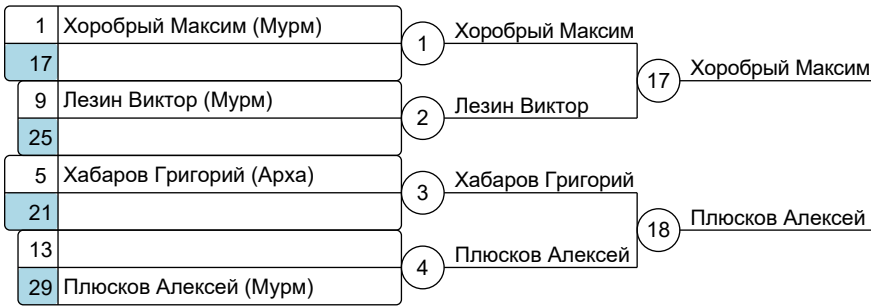 1 Хоробрый Максим (Мурм)
17
1
Хоробрый Максим
17
Хоробрый Максим
9 Лезин Виктор (Мурм)
25
2
Лезин Виктор
5 Хабаров Григорий (Арха)
21
3
Хабаров Григорий
18
Плюсков Алексей
13
29 Плюсков Алексей (Мурм)
4
Плюсков Алексей